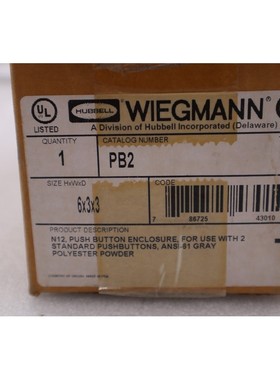 UL
LISTED
HUBBELL
WIEGMANN®
A Division of Hubbell Incorporated (Delaware)
QUANTITY
CATALOG NUMBER
1
PB2
SIZE HxWxD
CODE
6x3x3
7 86725 43010
PRODUCT DESCRIPTION
N12, PUSH BUTTON ENCLOSURE, FOR USE WITH 2
STANDARD PUSHBUTTONS, ANSI-61 GRAY
POLYESTER POWDER